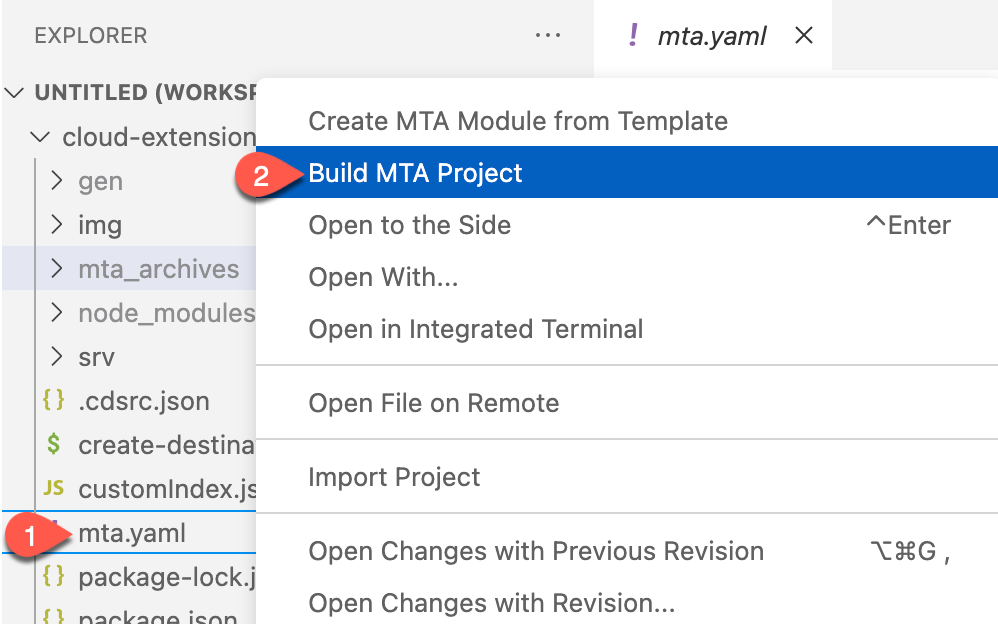 EXPLORER
...
! mta.yaml
UNTITLED (WORKSP
cloud-extension
gen
img
mta_archives
node_modules
srv
{} .cdsrc.json
$ create-destina
JS customIndex.js
1 mta.yaml
{} package-lock.j
{} package.json
Create MTA Module from Template
2 Build MTA Project
Open to the Side ^Enter
Open With...
Open in Integrated Terminal
Open File on Remote
Import Project
Open Changes with Previous Revision ⌥⌘G ,
Open Changes with Revision...